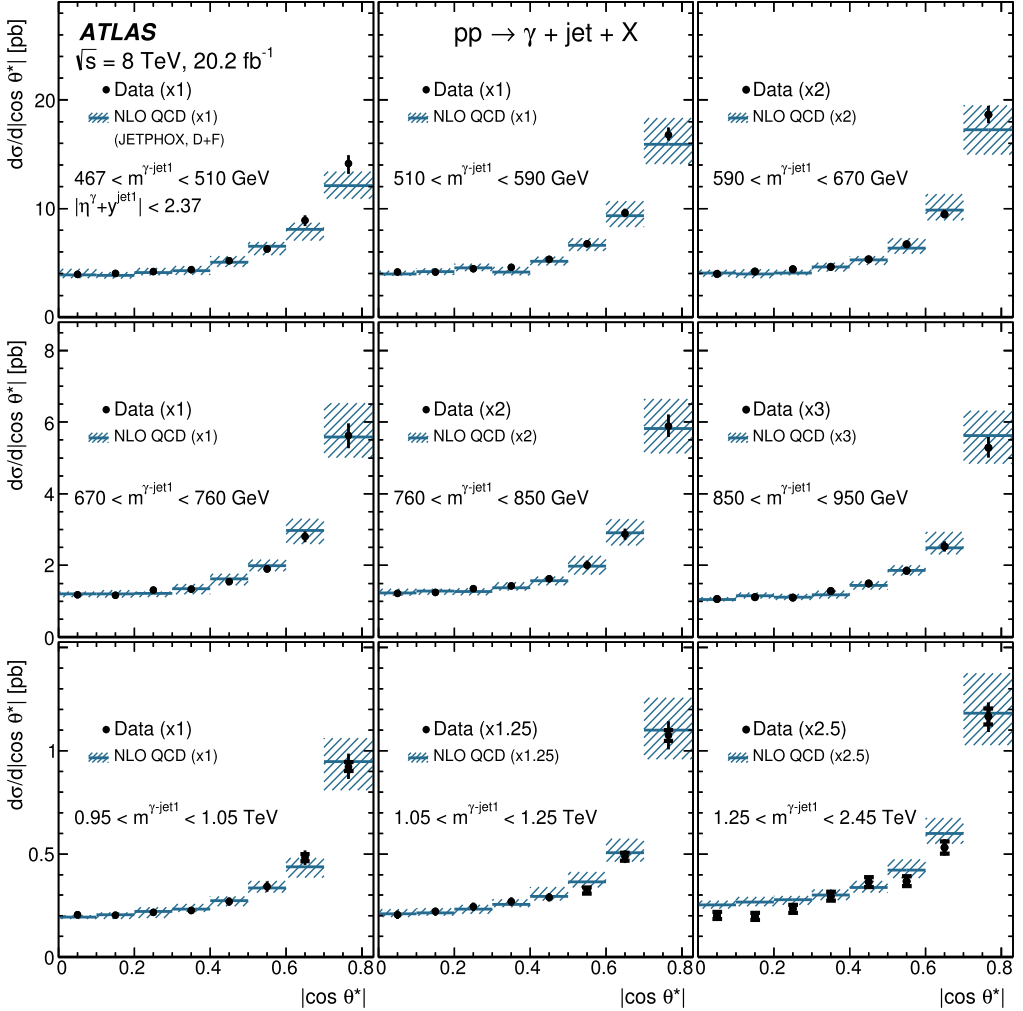 ATLAS
√s = 8 TeV, 20.2 fb⁻¹
pp → γ + jet + X
dσ/d|cos θ*| [pb]
20
10
0
Data (x1)
NLO QCD (x1)
(JETPHOX, D+F)
467 < m^γ-jet1 < 510 GeV
|η^γ+y^jet1| < 2.37
Data (x1)
NLO QCD (x1)
510 < m^γ-jet1 < 590 GeV
Data (x2)
NLO QCD (x2)
590 < m^γ-jet1 < 670 GeV
dσ/d|cos θ*| [pb]
8
6
4
2
0
Data (x1)
NLO QCD (x1)
670 < m^γ-jet1 < 760 GeV
Data (x2)
NLO QCD (x2)
760 < m^γ-jet1 < 850 GeV
Data (x3)
NLO QCD (x3)
850 < m^γ-jet1 < 950 GeV
dσ/d|cos θ*| [pb]
1
0.5
0
Data (x1)
NLO QCD (x1)
0.95 < m^γ-jet1 < 1.05 TeV
Data (x1.25)
NLO QCD (x1.25)
1.05 < m^γ-jet1 < 1.25 TeV
Data (x2.5)
NLO QCD (x2.5)
1.25 < m^γ-jet1 < 2.45 TeV
0 0.2 0.4 0.6 0.8
0 0.2 0.4 0.6 0.8
0 0.2 0.4 0.6 0.8
|cos θ*|
|cos θ*|
|cos θ*|